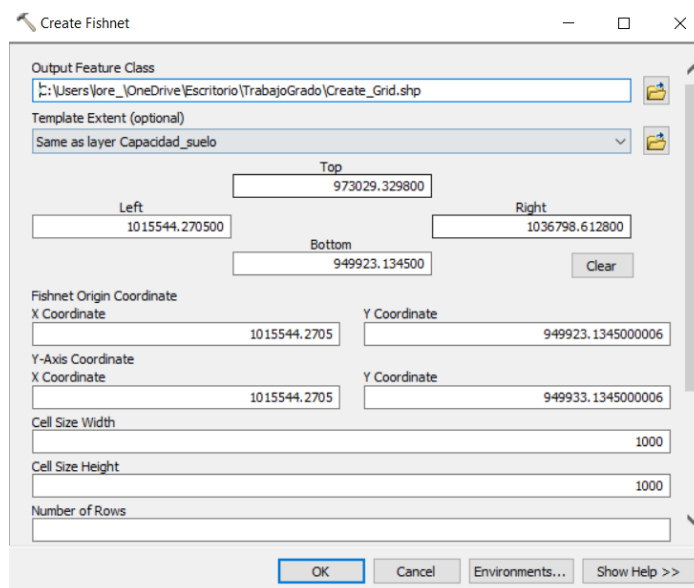 Create Fishnet
Output Feature Class
C:\Users\lore_\OneDrive\Escritorio\TrabajoGrado\Create_Grid.shp
Template Extent (optional)
Same as layer Capacidad_suelo
Top
973029.329800
Left Right
1015544.270500 1036798.612800
Bottom
949923.134500 Clear
Fishnet Origin Coordinate
X Coordinate Y Coordinate
1015544.2705 949923.1345000006
Y-Axis Coordinate
X Coordinate Y Coordinate
1015544.2705 949933.1345000006
Cell Size Width
1000
Cell Size Height
1000
Number of Rows
OK Cancel Environments... Show Help >>